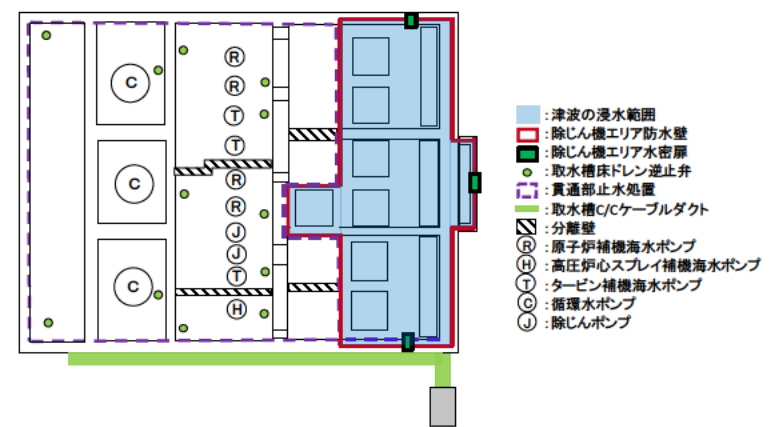 Ⓡ
Ⓡ
Ⓣ
Ⓣ
Ⓡ
Ⓡ
Ⓙ
Ⓙ
Ⓣ
Ⓗ
Ⓒ
Ⓒ
Ⓒ
：津波の浸水範囲
：除じん機エリア防水壁
：除じん機エリア水密扉
：取水槽床ドレン逆止弁
：貫通部止水処置
：取水槽C/Cケーブルダクト
：分離壁
Ⓡ：原子炉補機海水ポンプ
Ⓗ：高圧炉心スプレイ補機海水ポンプ
Ⓣ：タービン補機海水ポンプ
Ⓒ：循環水ポンプ
Ⓙ：除じんポンプ